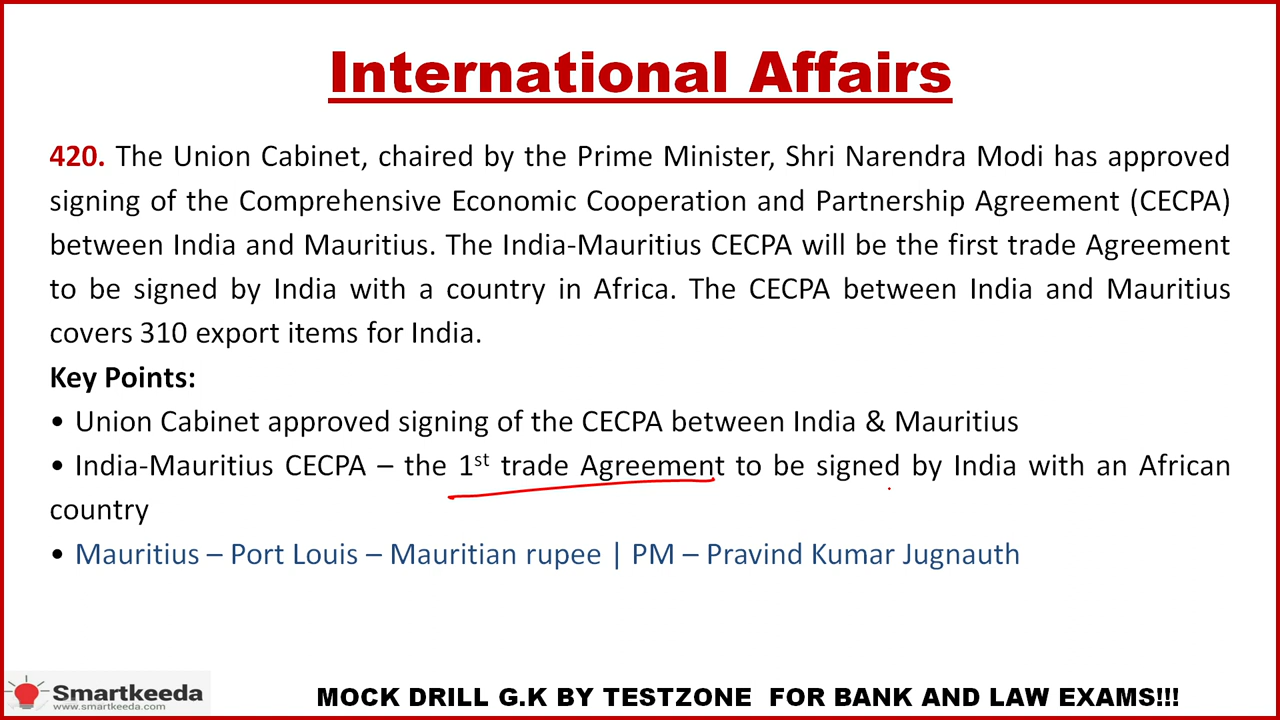 International Affairs
420. The Union Cabinet, chaired by the Prime Minister, Shri Narendra Modi has approved
signing of the Comprehensive Economic Cooperation and Partnership Agreement (CECPA)
between India and Mauritius. The India-Mauritius CECPA will be the first trade Agreement
to be signed by India with a country in Africa. The CECPA between India and Mauritius
covers 310 export items for India.
Key Points:
• Union Cabinet approved signing of the CECPA between India & Mauritius
• India-Mauritius CECPA – the 1st trade Agreement to be signed by India with an African
country
• Mauritius – Port Louis – Mauritian rupee | PM – Pravind Kumar Jugnauth
Smartkeeda
www.smartkeeda.com
MOCK DRILL G.K BY TESTZONE FOR BANK AND LAW EXAMS!!!